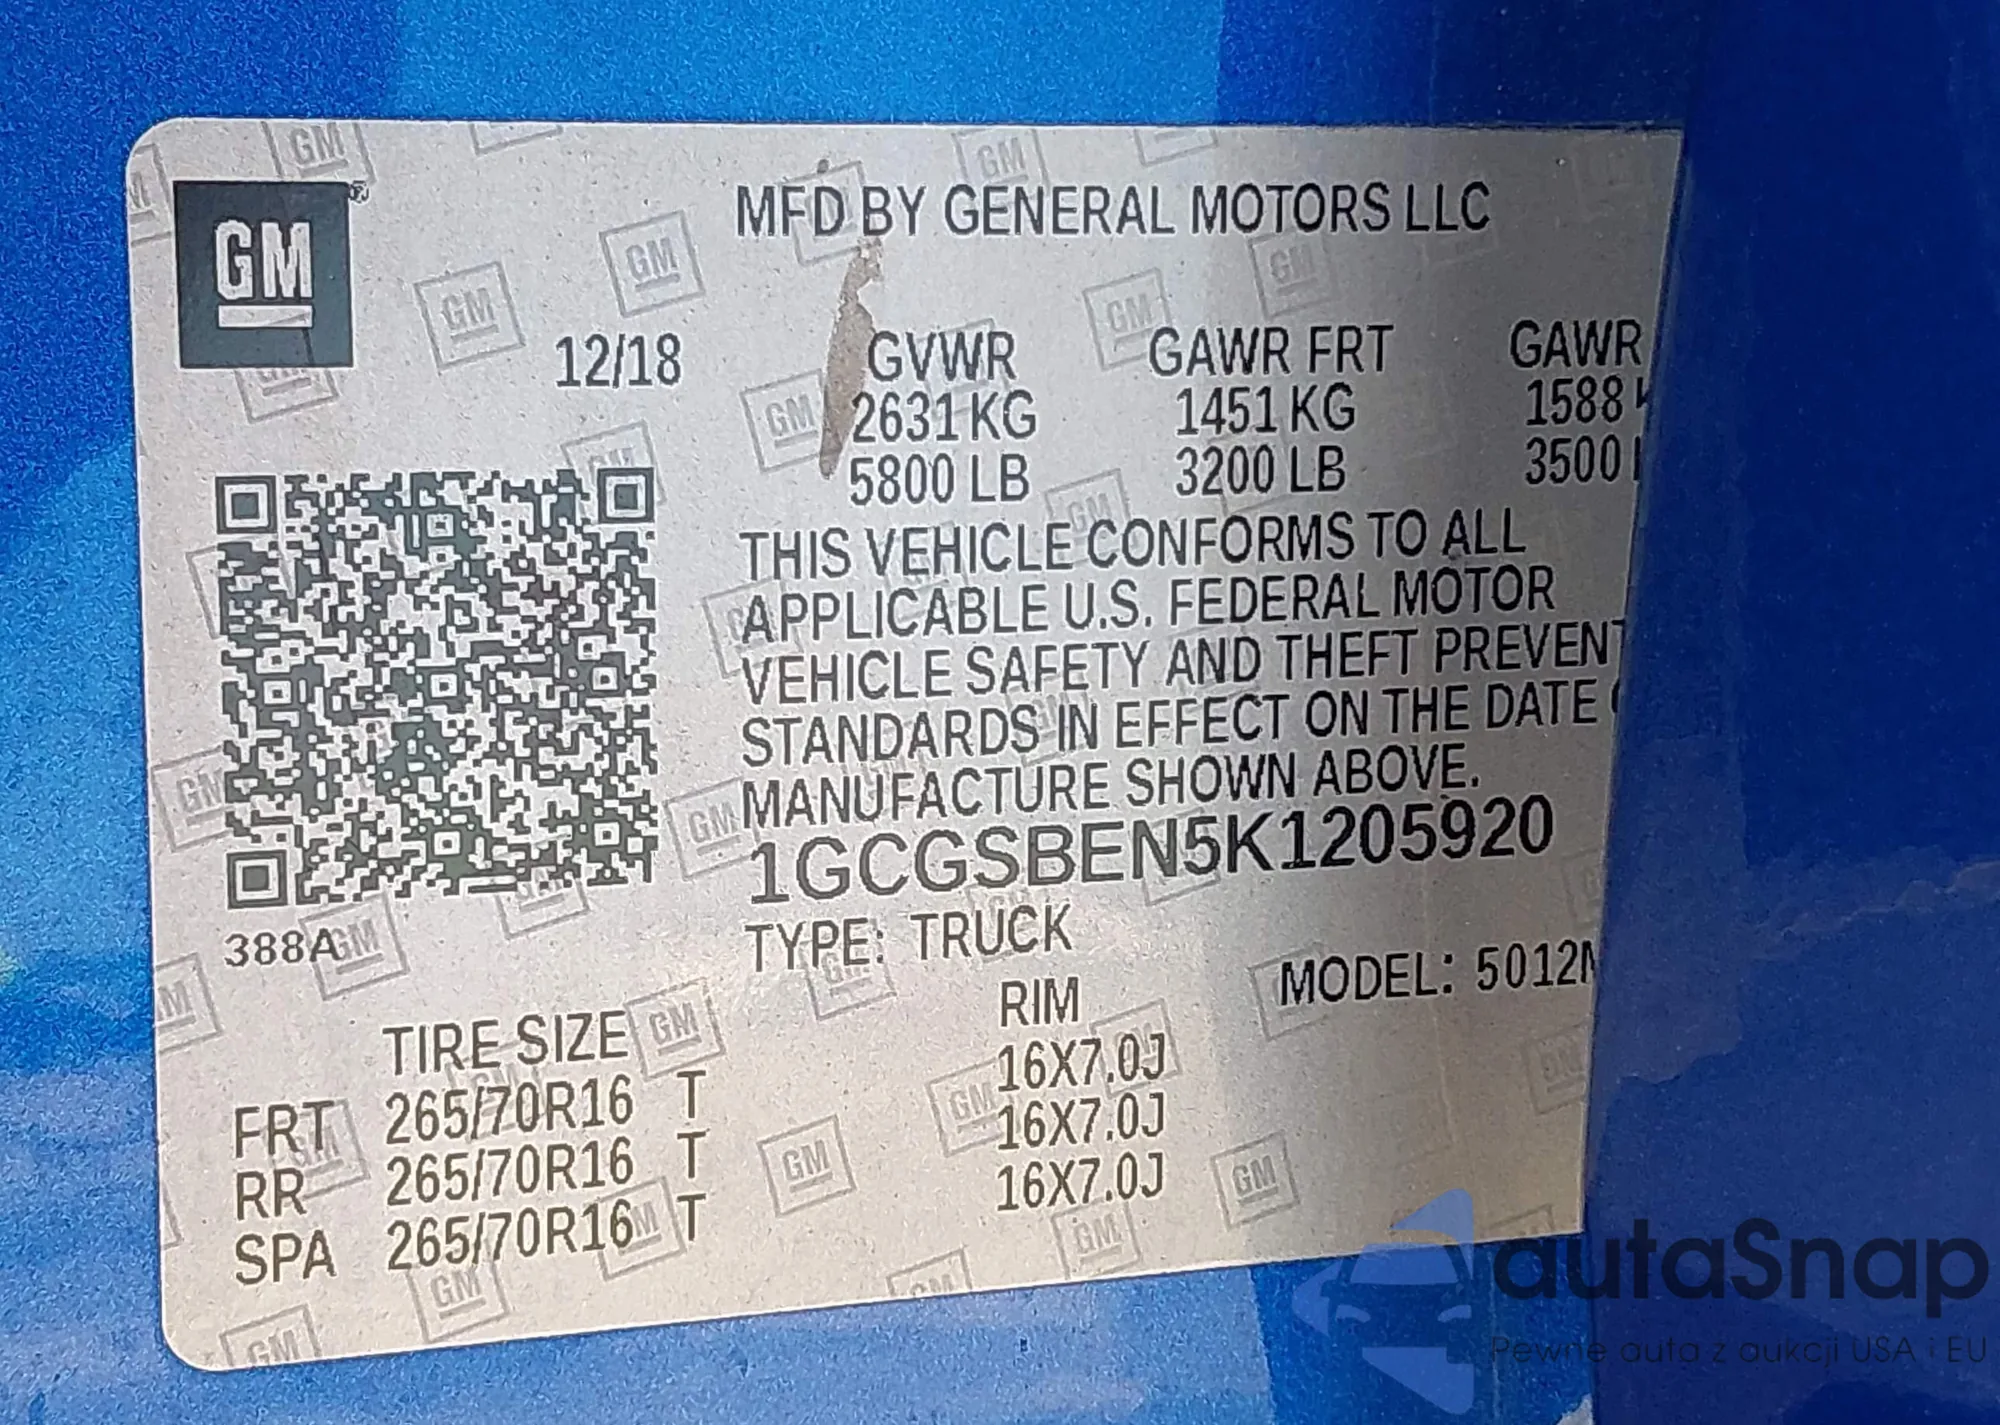 GM
MFD BY GENERAL MOTORS LLC
12/18
GVWR GAWR FRT GAWR
2631 KG 1451 KG 1588
5800 LB 3200 LB 3500
THIS VEHICLE CONFORMS TO ALL
APPLICABLE U.S. FEDERAL MOTOR
VEHICLE SAFETY AND THEFT PREVENT
STANDARDS IN EFFECT ON THE DATE
MANUFACTURE SHOWN ABOVE.
1GCGSBEN5K1205920
388A
TYPE: TRUCK
MODEL: 5012
TIRE SIZE RIM
FRT 265/70R16 T 16X7.0J
RR 265/70R16 T 16X7.0J
SPA 265/70R16 T 16X7.0J
autaSnap
Pewne auta z aukcji USA i EU